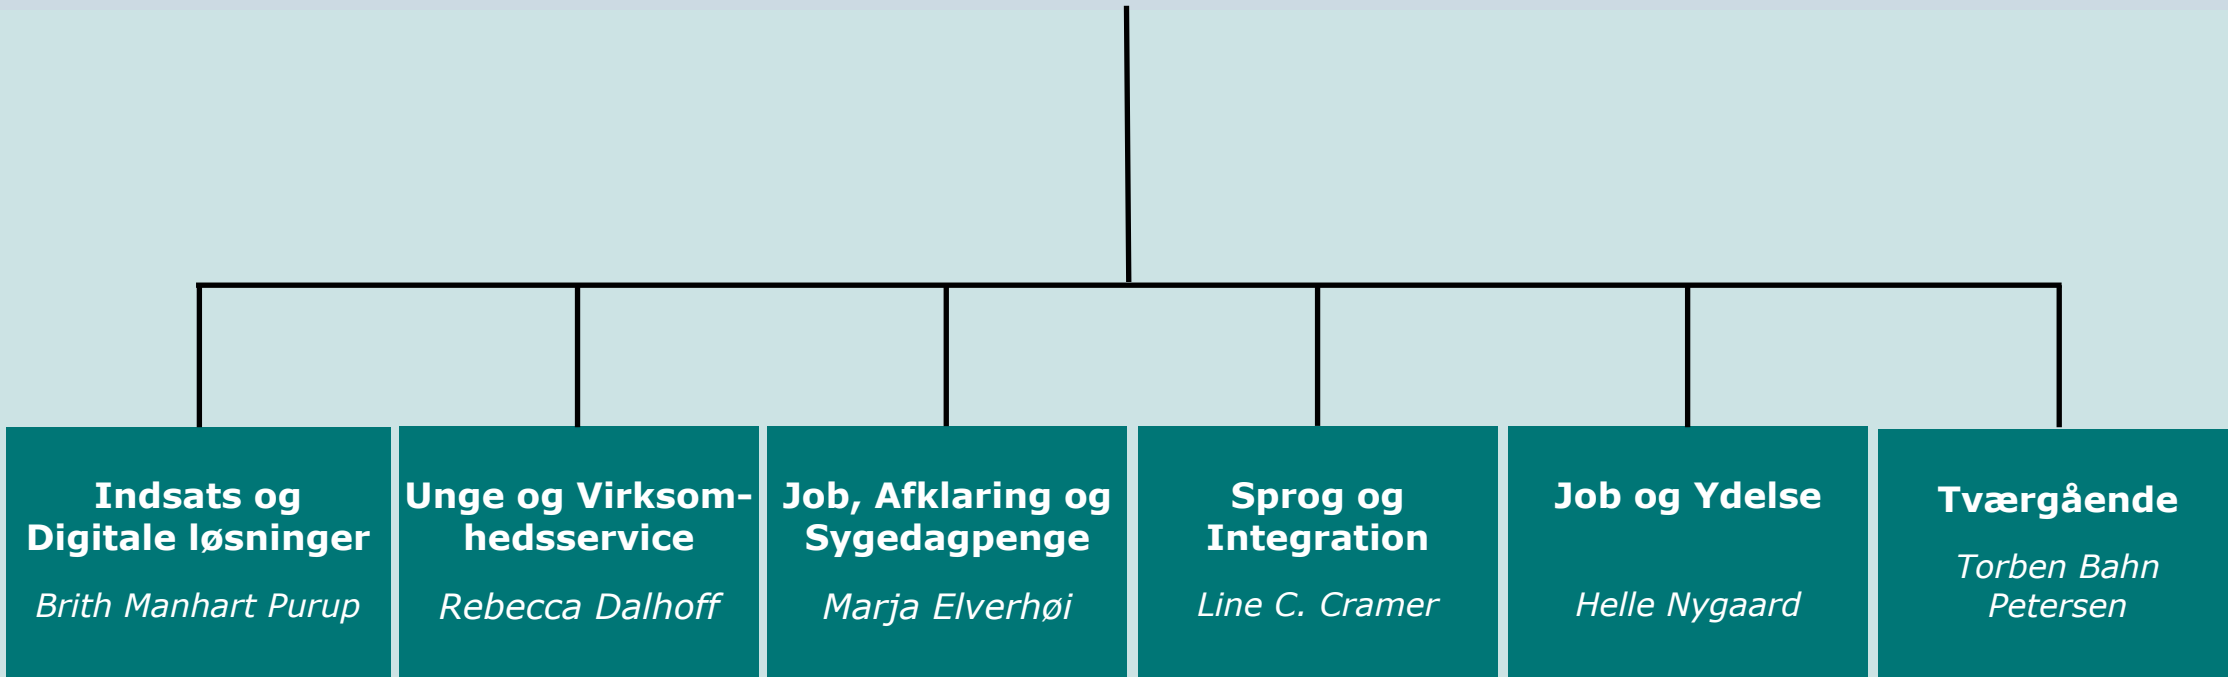 Indsats og
Digitale løsninger
Brith Manhart Purup
Unge og Virksom-
hedsservice
Rebecca Dalhoff
Job, Afklaring og
Sygedagpenge
Marja Elverhøi
Sprog og
Integration
Line C. Cramer
Job og Ydelse
Helle Nygaard
Tværgående
Torben Bahn
Petersen